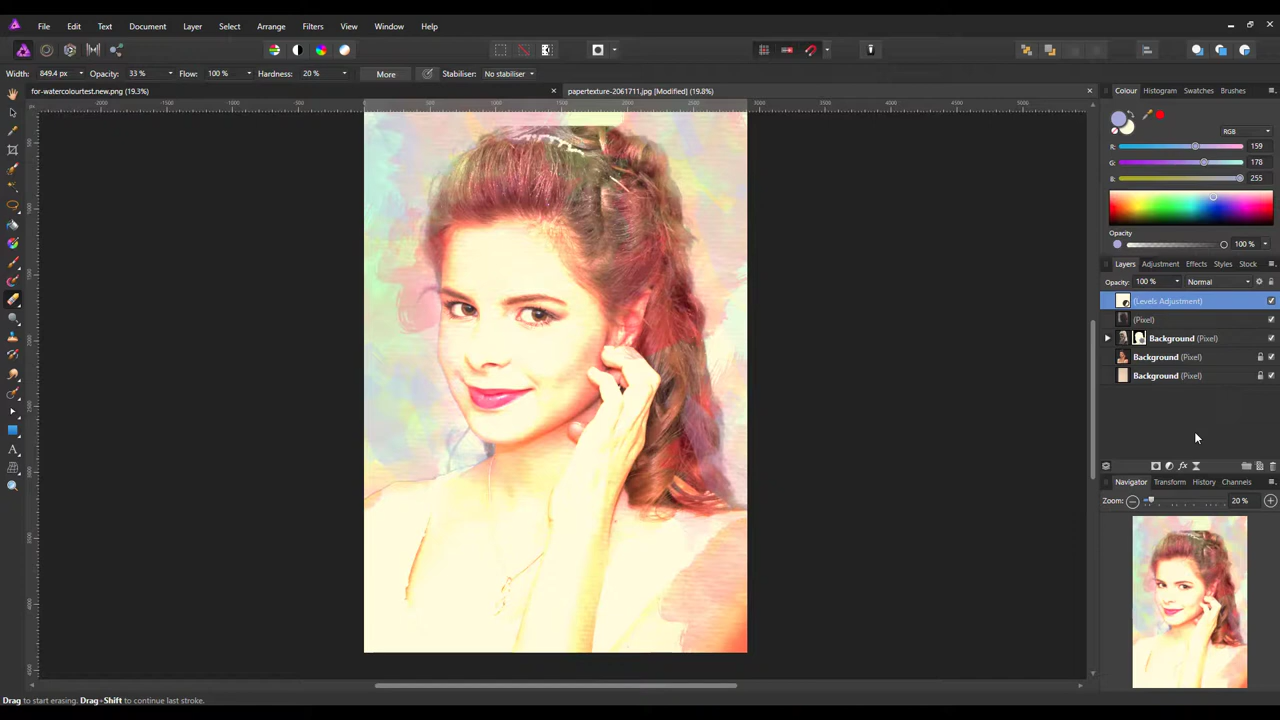 File Edit Text Document Layer Select Arrange Filters View Window Help
Width: 849.4 px Opacity: 33 % Flow: 100 % Hardness: 20 % More Stabiliser: No stabiliser
for-watercolourtest.new.png (19.3%) papertexture-2061711.jpg [Modified] (19.8%)
Colour Histogram Swatches Brushes
RGB
R: 159
G: 178
B: 255
Opacity
100 %
Layers Adjustment Effects Styles Stock
Opacity: 100 % Normal
(Levels Adjustment)
(Pixel)
Background (Pixel)
Background (Pixel)
Background (Pixel)
fx
Navigator Transform History Channels
Zoom: 20 %
Drag to start erasing. Drag+Shift to continue last stroke.